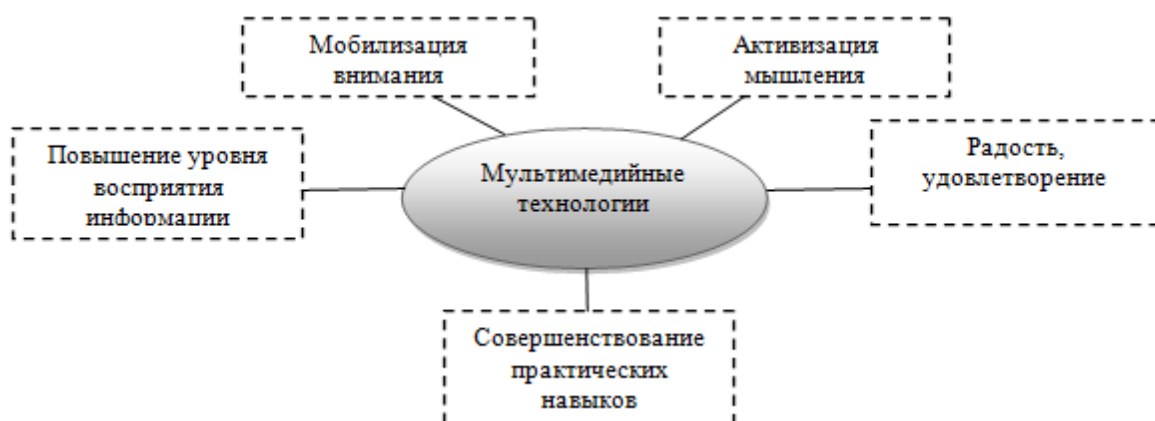 Мобилизация
внимания
Активизация
мышления
Повышение уровня
восприятия
информации
Мультимедийные
технологии
Радость,
удовлетворение
Совершенствование
практических
навыков